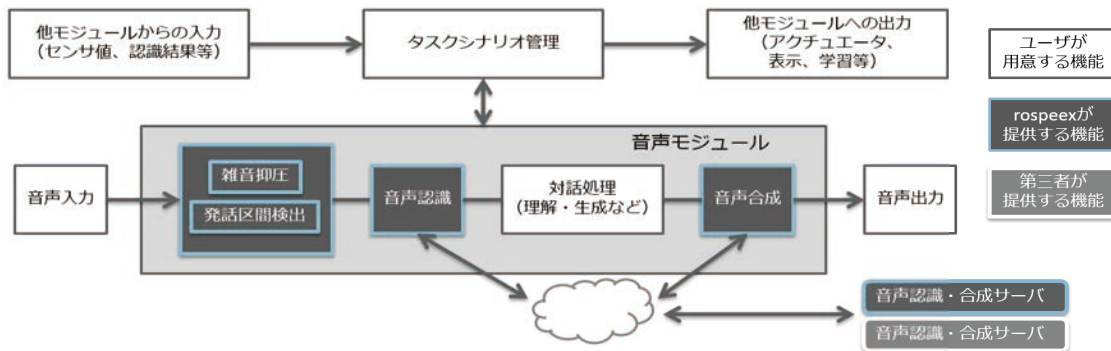 他モジュールからの入力
(センサ値、認識結果等)
タスクシナリオ管理
他モジュールへの出力
(アクチュエータ、
表示、学習等)
ユーザが
用意する機能
rospeexが
提供する機能
第三者が
提供する機能
音声モジュール
音声入力
雑音抑圧
発話区間検出
音声認識
対話処理
(理解・生成など)
音声合成
音声出力
音声認識・合成サーバ
音声認識・合成サーバ